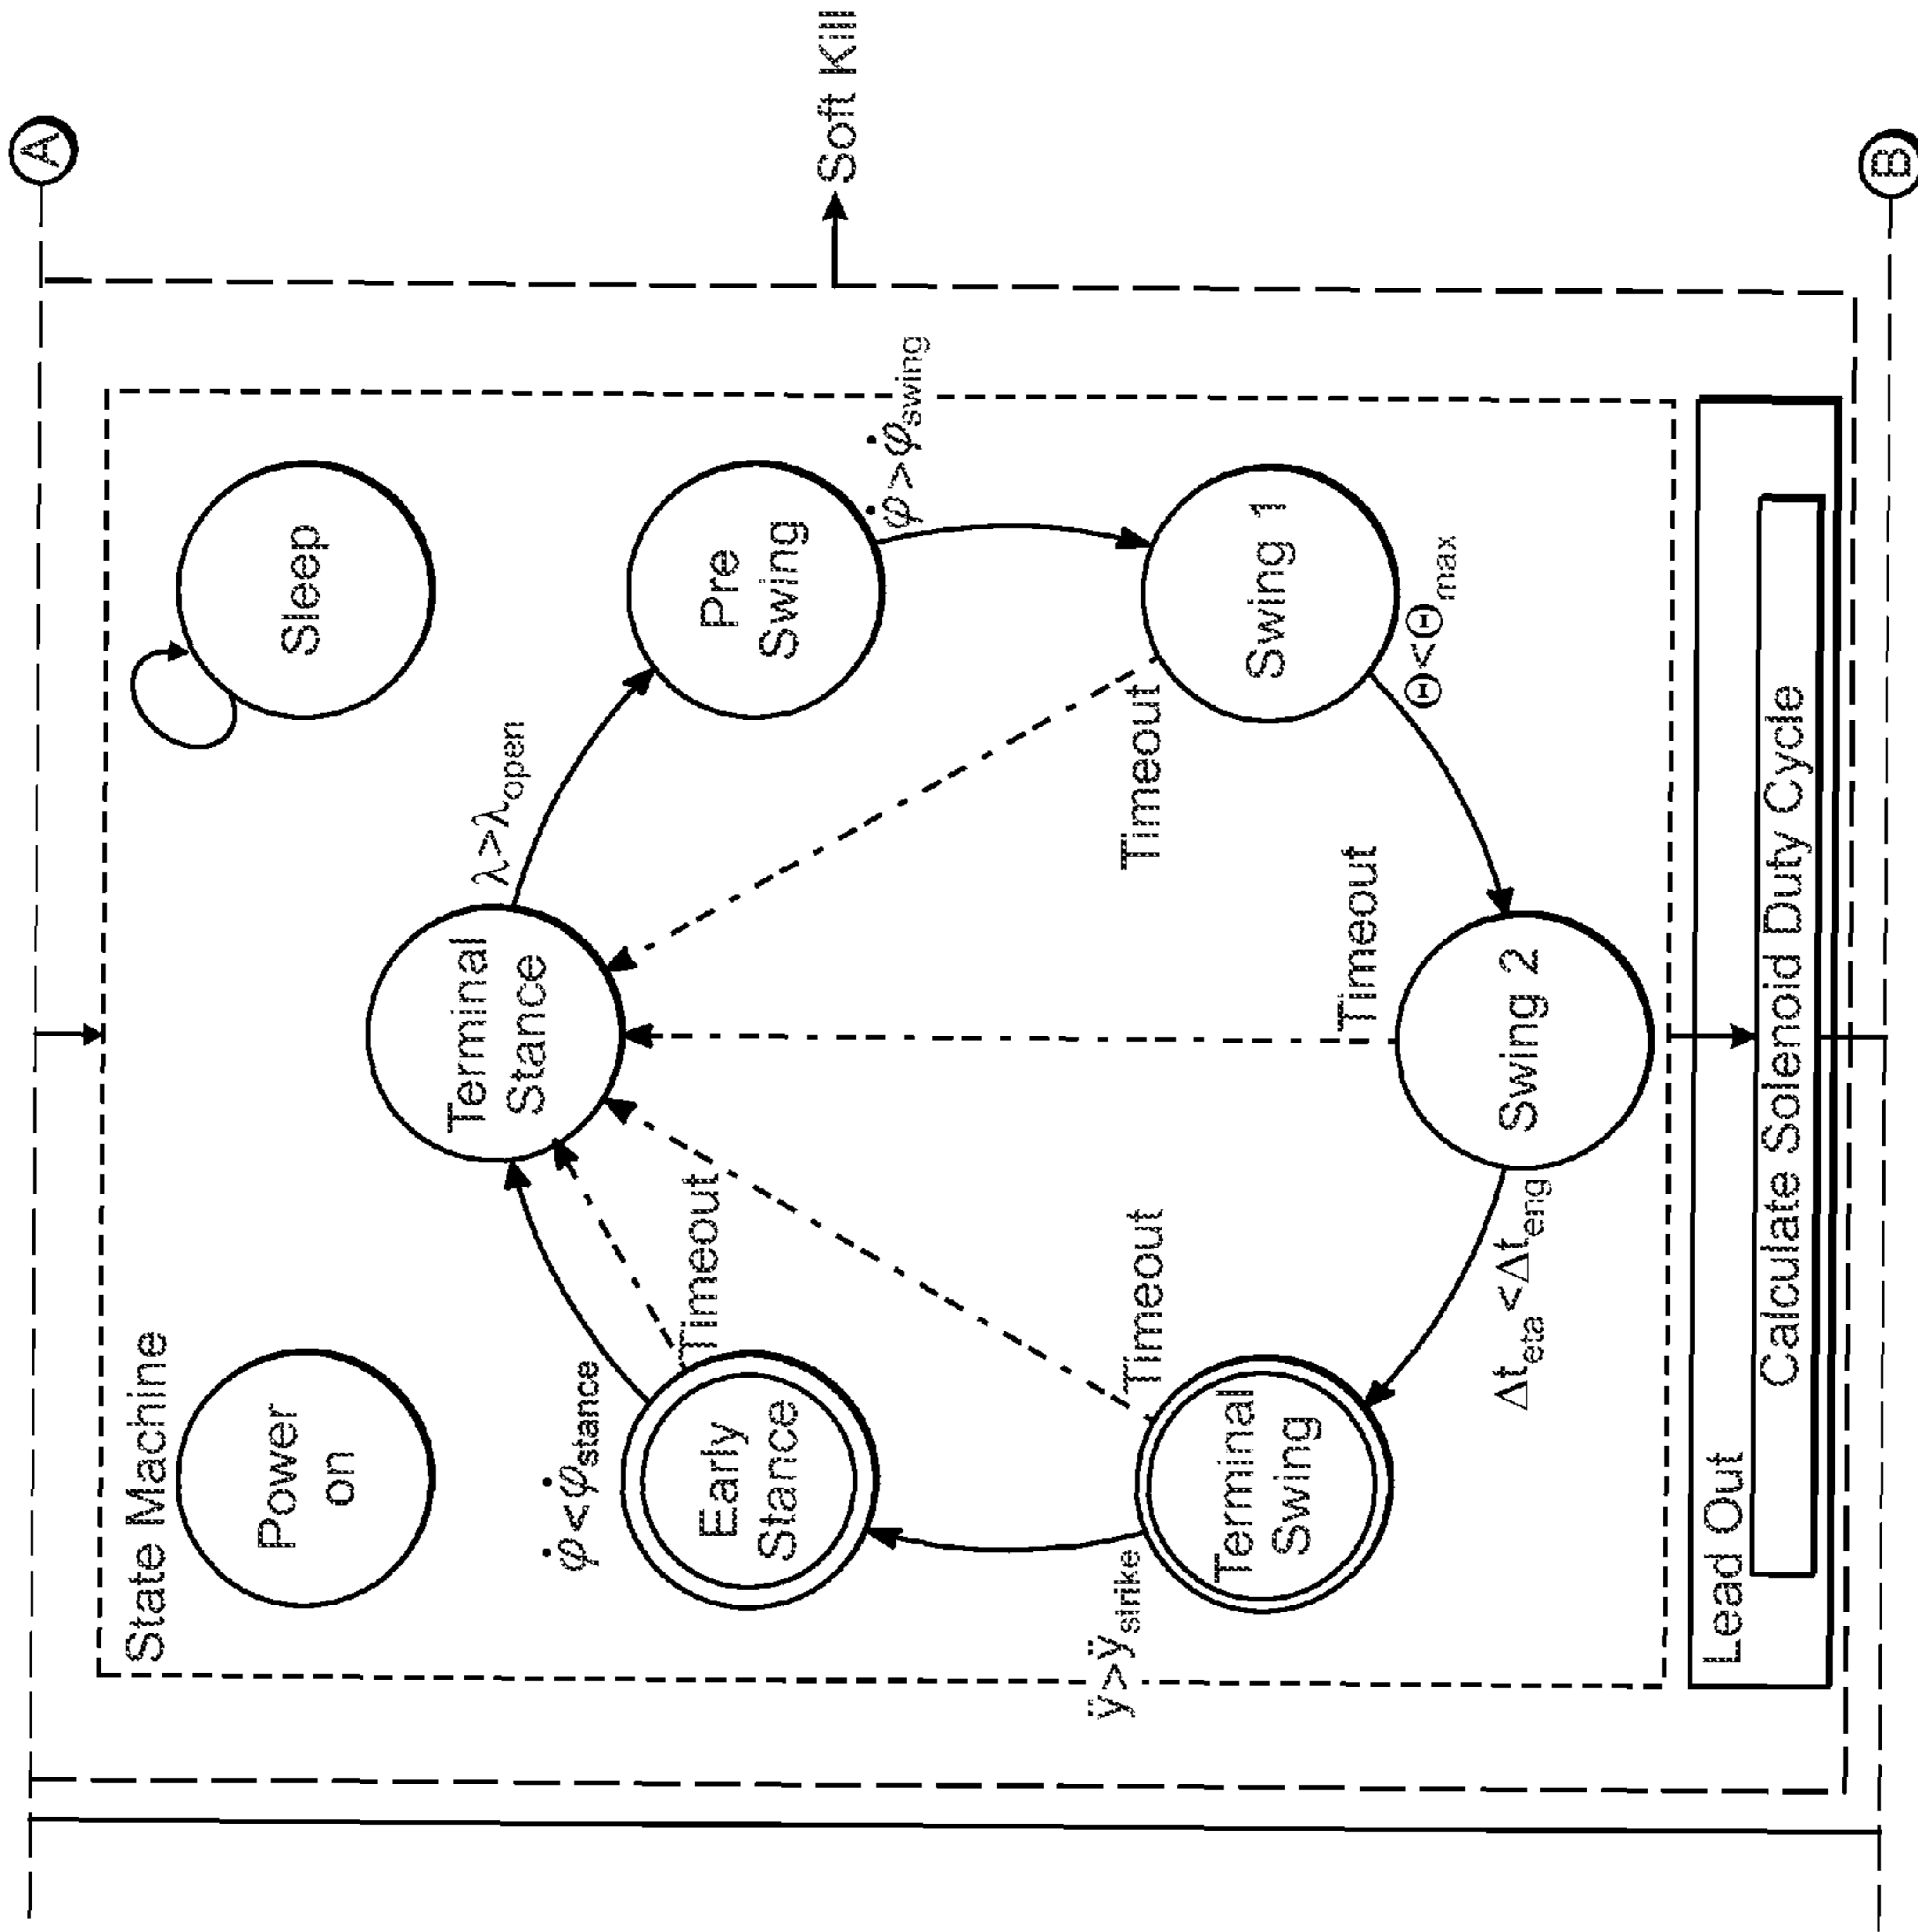 A
State Machine
Power
on
Sleep
Terminal
Stance
λ>λopen
φ̇<φ̇stance
Early
Stance
Timeout
Pre
Swing
φ̇>φ̇swing
Soft Kill
ÿ>ÿstrike
Terminal
Swing
Timeout
Timeout
Swing 1
Θ<Θmax
Timeout
Swing 2
Δteta <Δteng
Lead Out
Calculate Solenoid Duty Cycle
B